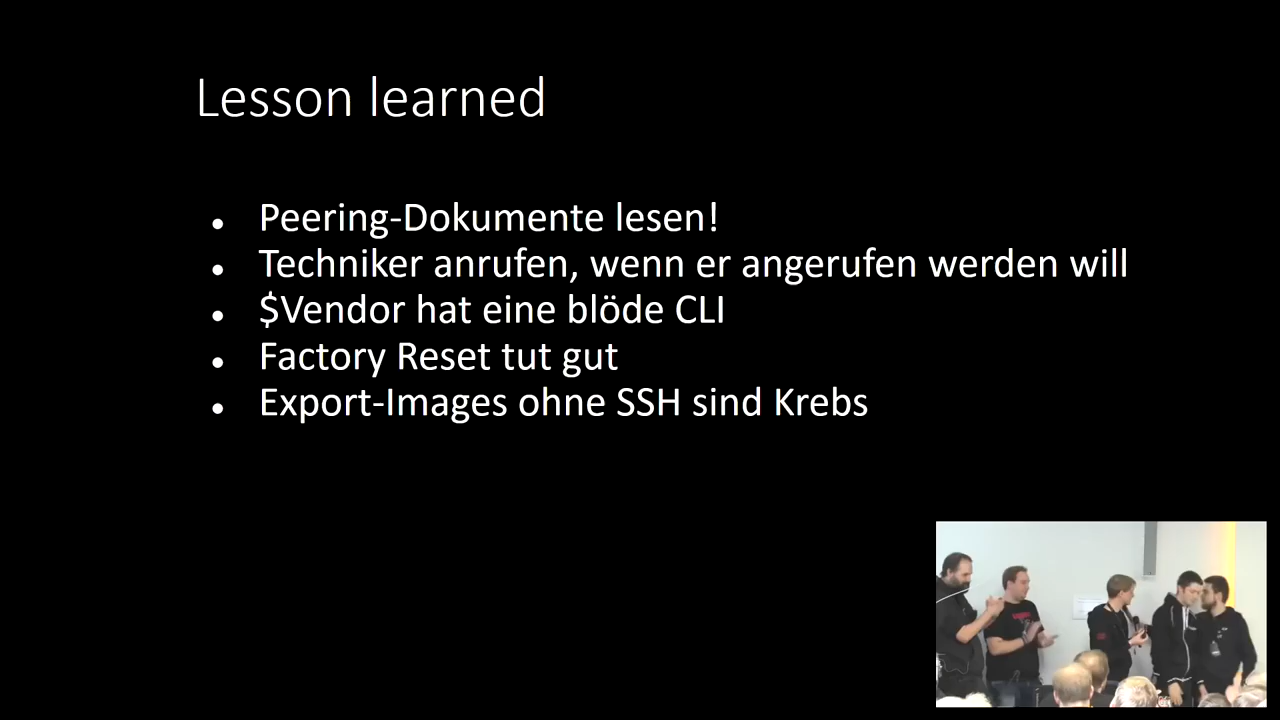 Lesson learned
Peering-Dokumente lesen!
Techniker anrufen, wenn er angerufen werden will
$Vendor hat eine blöde CLI
Factory Reset tut gut
Export-Images ohne SSH sind Krebs